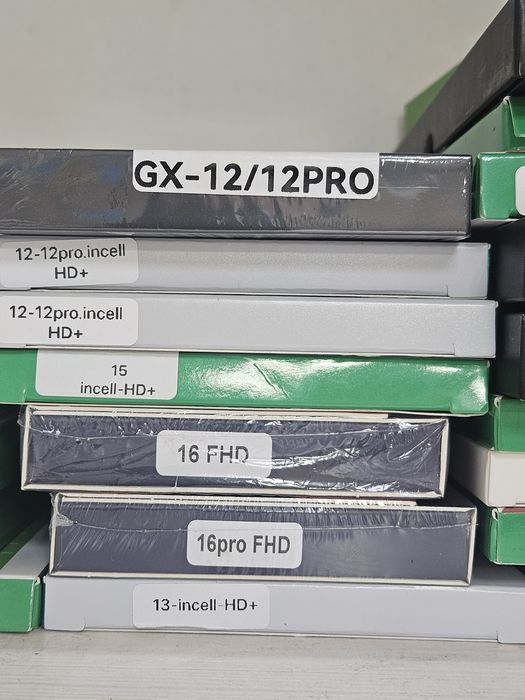 GX-12/12PRO
12-12pro.incell
HD+
12-12pro.incell
HD+
15
incell-HD+
16 FHD
16pro FHD
13-incell-HD+